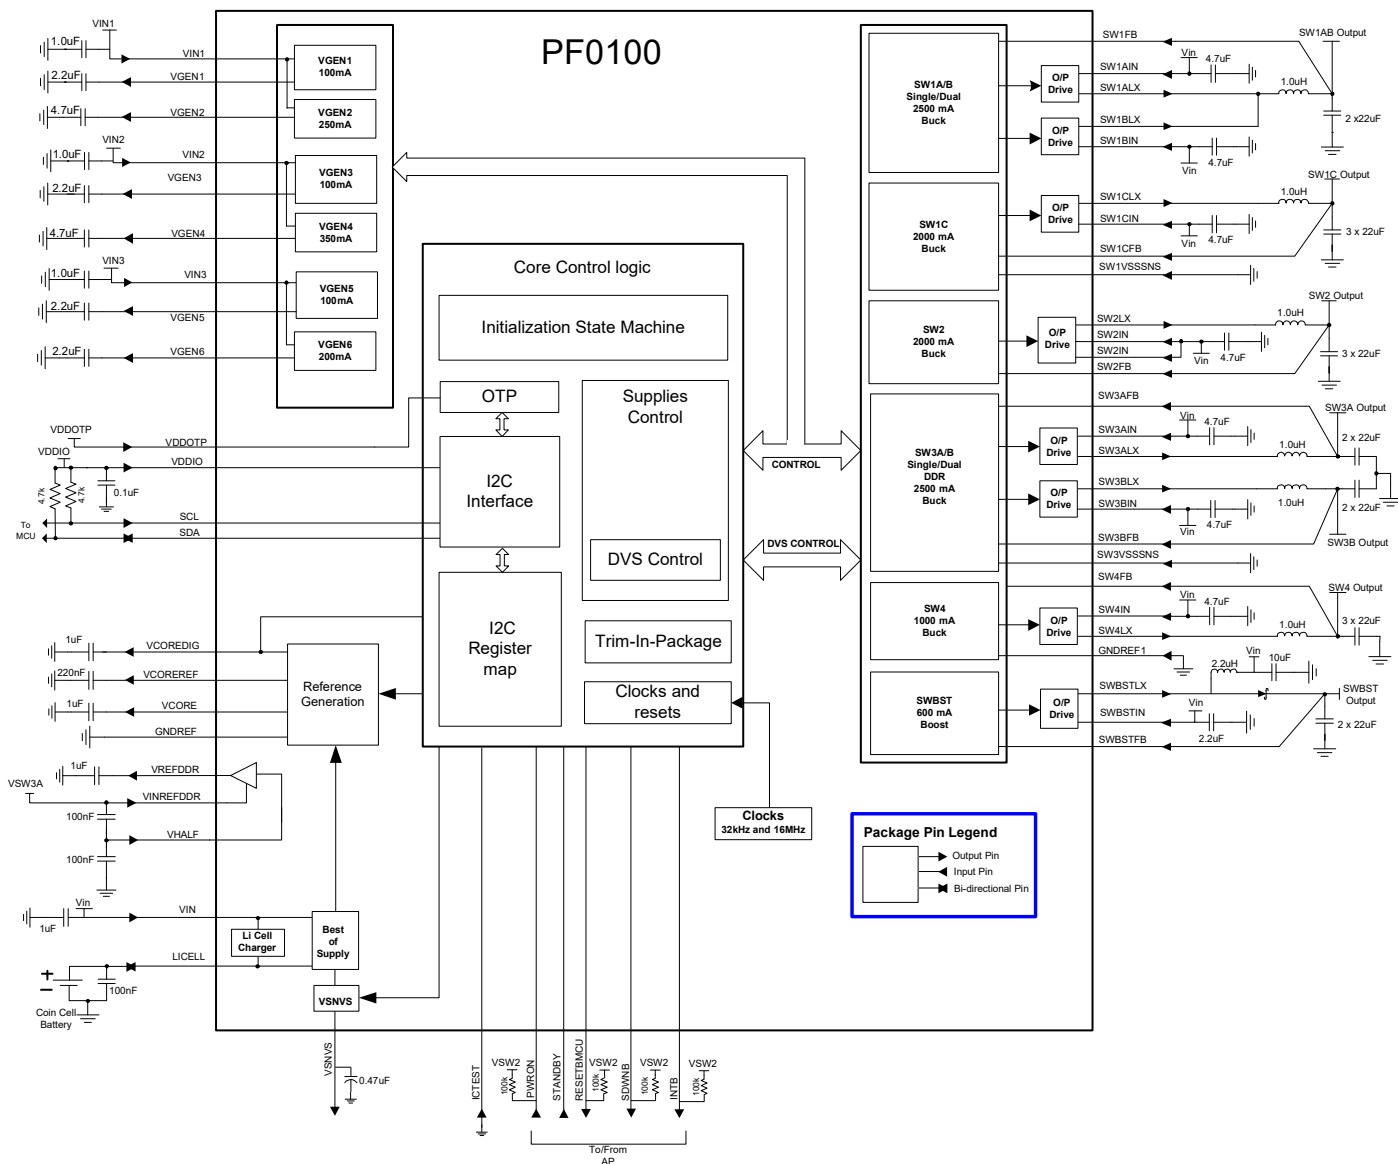 PF0100
VIN1
1.0uF
VIN1
2.2uF
VGEN1
4.7uF
VGEN2
VIN2
1.0uF
VIN2
VGEN3
2.2uF
4.7uF
VGEN4
VIN3
1.0uF
VIN3
2.2uF
VGEN5
2.2uF
VGEN6
VGEN1
100mA
VGEN2
250mA
VGEN3
100mA
VGEN4
350mA
VGEN5
100mA
VGEN6
200mA
VDDOTP
VDDOTP
VDDIO
VDDIO
4.7k
4.7k
0.1uF
To
MCU
SCL
SDA
Core Control logic
Initialization State Machine
OTP
I2C
Interface
I2C
Register
map
Supplies
Control
DVS Control
Trim-In-Package
Clocks and
resets
CONTROL
DVS CONTROL
Clocks
32kHz and 16MHz
1uF
VCOREDIG
220nF
VCOREREF
1uF
VCORE
GNDREF
Reference
Generation
1uF
VREFDDR
VSW3A
VINREFDDR
100nF
VHALF
100nF
Vin
VIN
1uF
Li Cell
Charger
Best
of
Supply
LICELL
100nF
+
–
Coin Cell
Battery
VSNVS
VSNVS
0.47uF
ICTEST
VSW2
100k
PWRON
STANDBY
RESETBMCU
VSW2
100k
SDWNB
VSW2
100k
INTB
VSW2
100k
To/From
AP
SW1A/B
Single/Dual
2500 mA
Buck
SW1C
2000 mA
Buck
SW2
2000 mA
Buck
SW3A/B
Single/Dual
DDR
2500 mA
Buck
SW4
1000 mA
Buck
SWBST
600 mA
Boost
O/P
Drive
O/P
Drive
O/P
Drive
O/P
Drive
O/P
Drive
O/P
Drive
O/P
Drive
O/P
Drive
SW1FB
SW1AB Output
Vin
4.7uF
SW1AIN
SW1ALX
1.0uH
2 x22uF
SW1BLX
SW1BIN
Vin
4.7uF
SW1C Output
SW1CLX
1.0uH
SW1CIN
Vin
4.7uF
3 x 22uF
SW1CFB
SW1VSSSNS
SW2 Output
SW2LX
1.0uH
SW2IN
SW2IN
Vin
4.7uF
3 x 22uF
SW2FB
SW3AFB
SW3A Output
Vin
4.7uF
SW3AIN
2 x 22uF
SW3ALX
1.0uH
SW3BLX
1.0uH
SW3BIN
Vin
4.7uF
2 x 22uF
SW3BFB
SW3B Output
SW3VSSSNS
SW4FB
SW4 Output
Vin
4.7uF
SW4IN
SW4LX
1.0uH
3 x 22uF
GNDREF1
Vin
2.2uH
10uF
SWBSTLX
SWBST
Output
SWBSTIN
Vin
2.2uF
2 x 22uF
SWBSTFB
Package Pin Legend
Output Pin
Input Pin
Bi-directional Pin